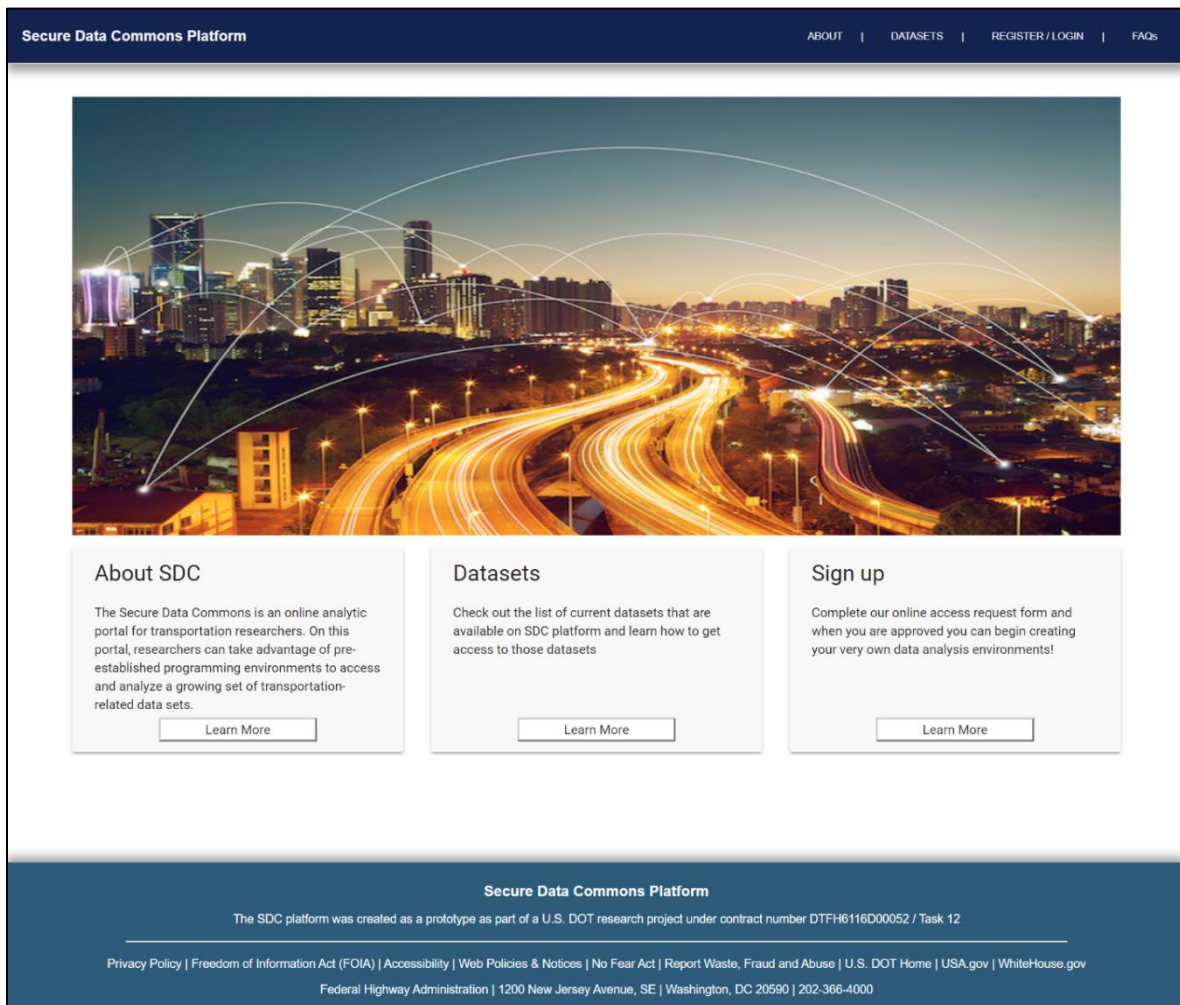 Secure Data Commons Platform
ABOUT | DATASETS | REGISTER / LOGIN | FAQs
About SDC
The Secure Data Commons is an online analytic
portal for transportation researchers. On this
portal, researchers can take advantage of pre-
established programming environments to access
and analyze a growing set of transportation-
related data sets.
Learn More
Datasets
Check out the list of current datasets that are
available on SDC platform and learn how to get
access to those datasets
Learn More
Sign up
Complete our online access request form and
when you are approved you can begin creating
your very own data analysis environments!
Learn More
Secure Data Commons Platform
The SDC platform was created as a prototype as part of a U.S. DOT research project under contract number DTFH6116D00052 / Task 12
Privacy Policy | Freedom of Information Act (FOIA) | Accessibility | Web Policies & Notices | No Fear Act | Report Waste, Fraud and Abuse | U.S. DOT Home | USA.gov | WhiteHouse.gov
Federal Highway Administration | 1200 New Jersey Avenue, SE | Washington, DC 20590 | 202-366-4000